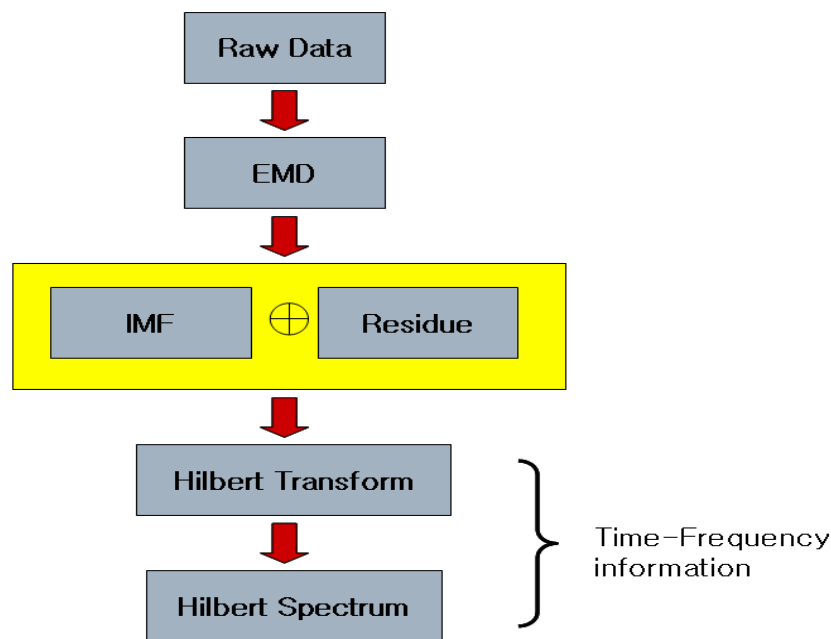 Raw Data
EMD
IMF
Residue
Hilbert Transform
Hilbert Spectrum
Time-Frequency
information